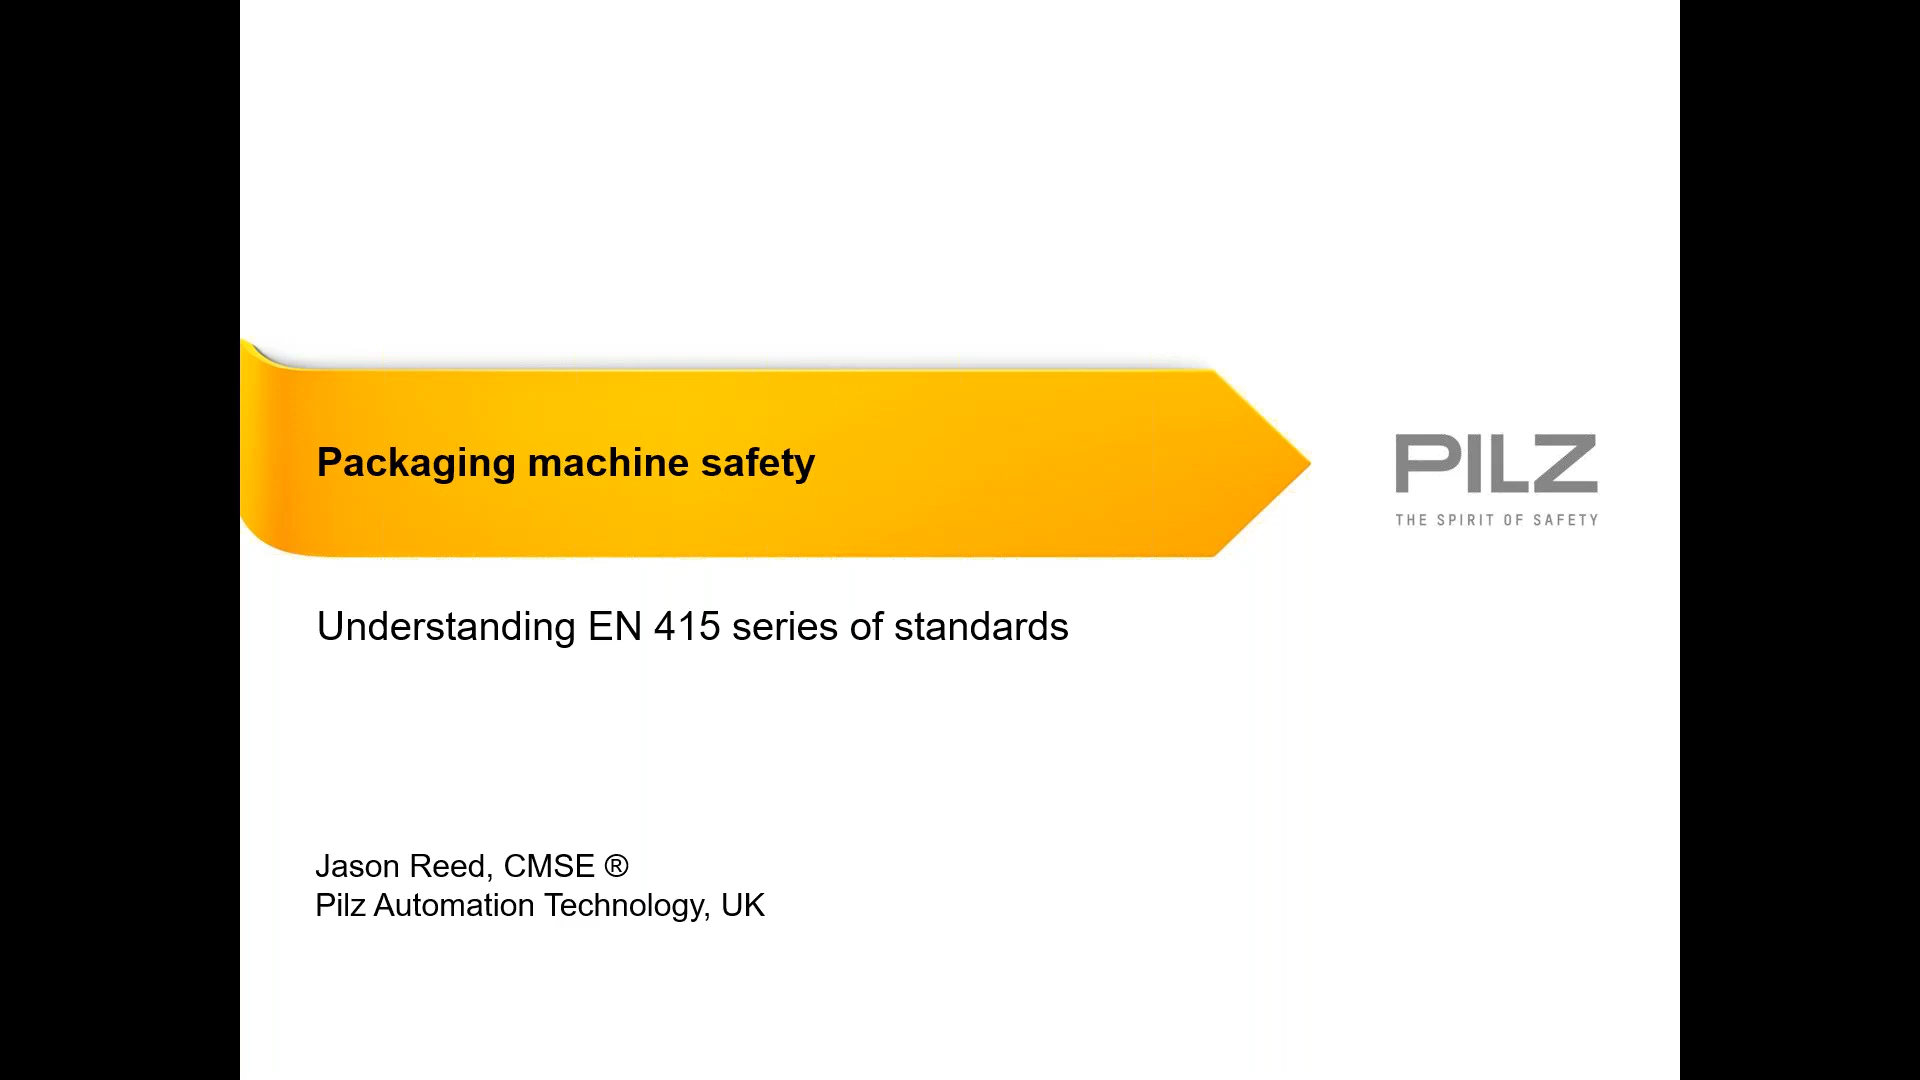 Packaging machine safety
PILZ
THE SPIRIT OF SAFETY
Understanding EN 415 series of standards
Jason Reed, CMSE ®
Pilz Automation Technology, UK